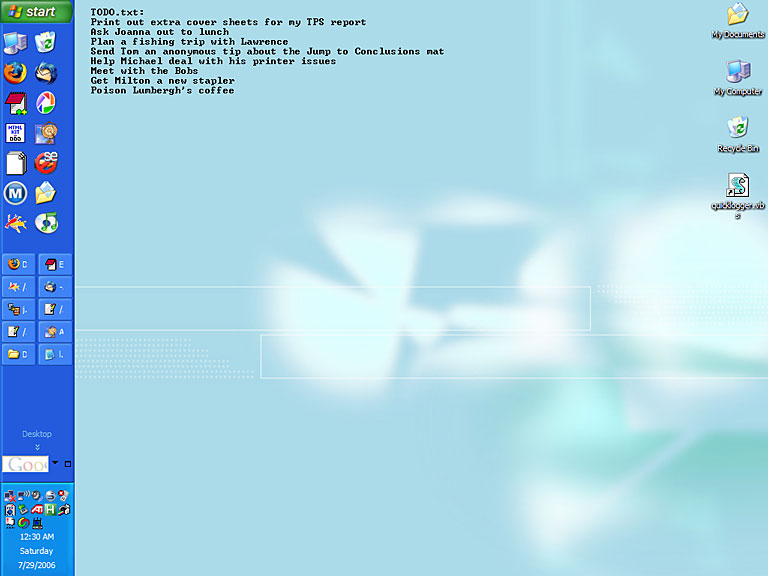 start
TODO.txt:
Print out extra cover sheets for my TPS report
Ask Joanna out to lunch
Plan a fishing trip with Lawrence
Send Tom an anonymous tip about the Jump to Conclusions mat
Help Michael deal with his printer issues
Meet with the Bobs
Get Milton a new stapler
Poison Lumbergh's coffee
My Documents
My Computer
Recycle Bin
quicklogger.vb
s
HTML
KIT
Desktop
Goo
12:30 AM
Saturday
7/29/2006